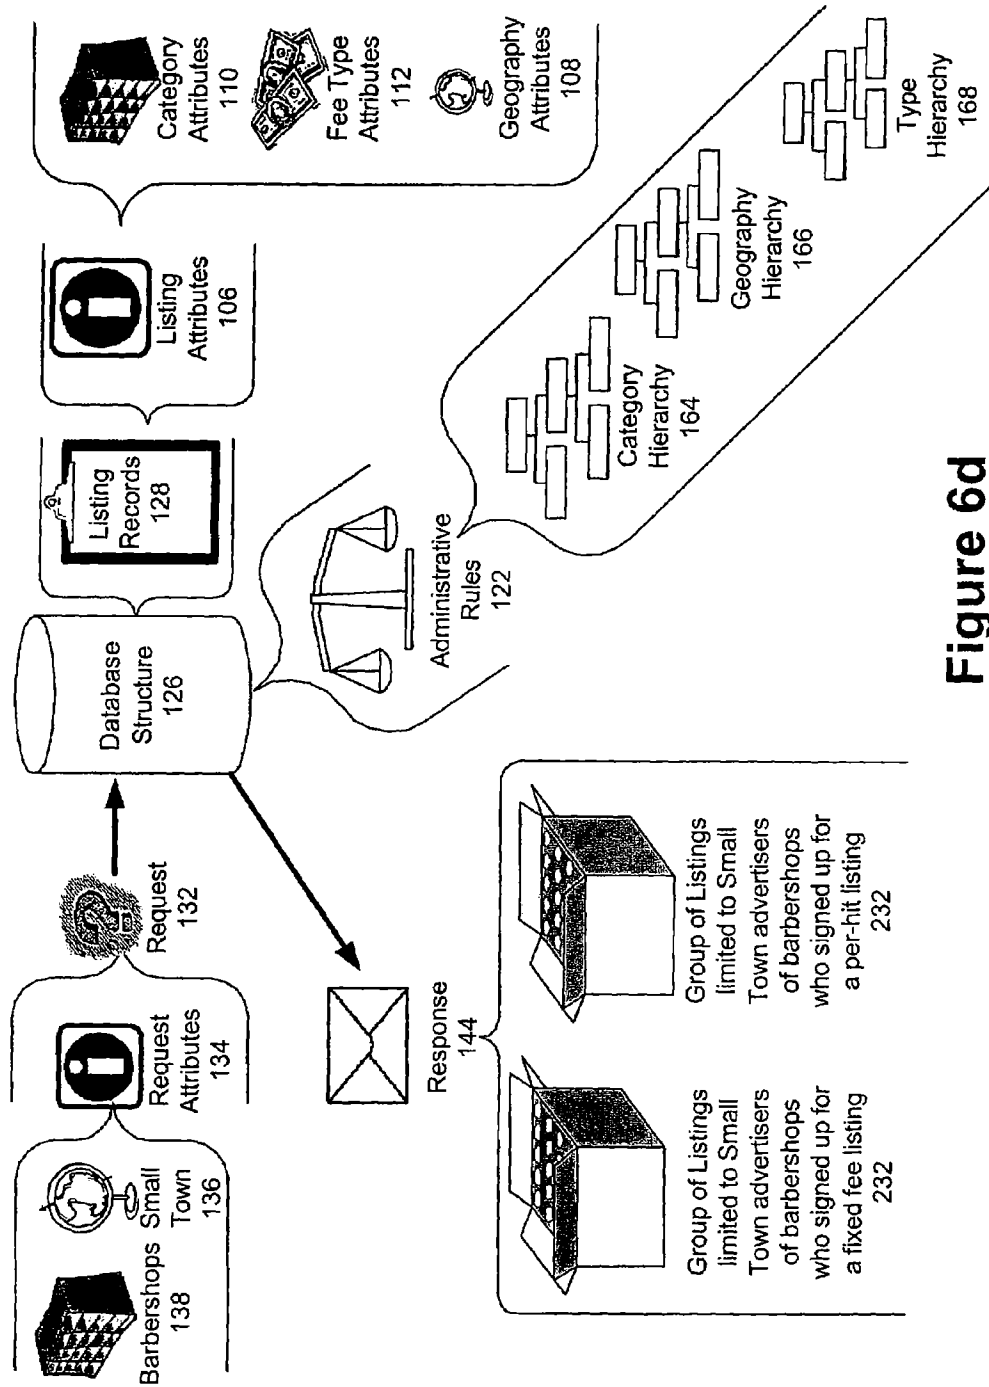 Barbershops
138
Small
Town
136
Request
Attributes
134
Request
132
Database
Structure
126
Listing
Records
128
Listing
Attributes
106
Category
Attributes
110
Fee Type
Attributes
112
Geography
Attributes
108
Response
144
Administrative
Rules
122
Category
Hierarchy
164
Geography
Hierarchy
166
Type
Hierarchy
168
Group of Listings
limited to Small
Town advertisers
of barbershops
who signed up for
a fixed fee listing
232
Group of Listings
limited to Small
Town advertisers
of barbershops
who signed up for
a per-hit listing
232
Figure 6d